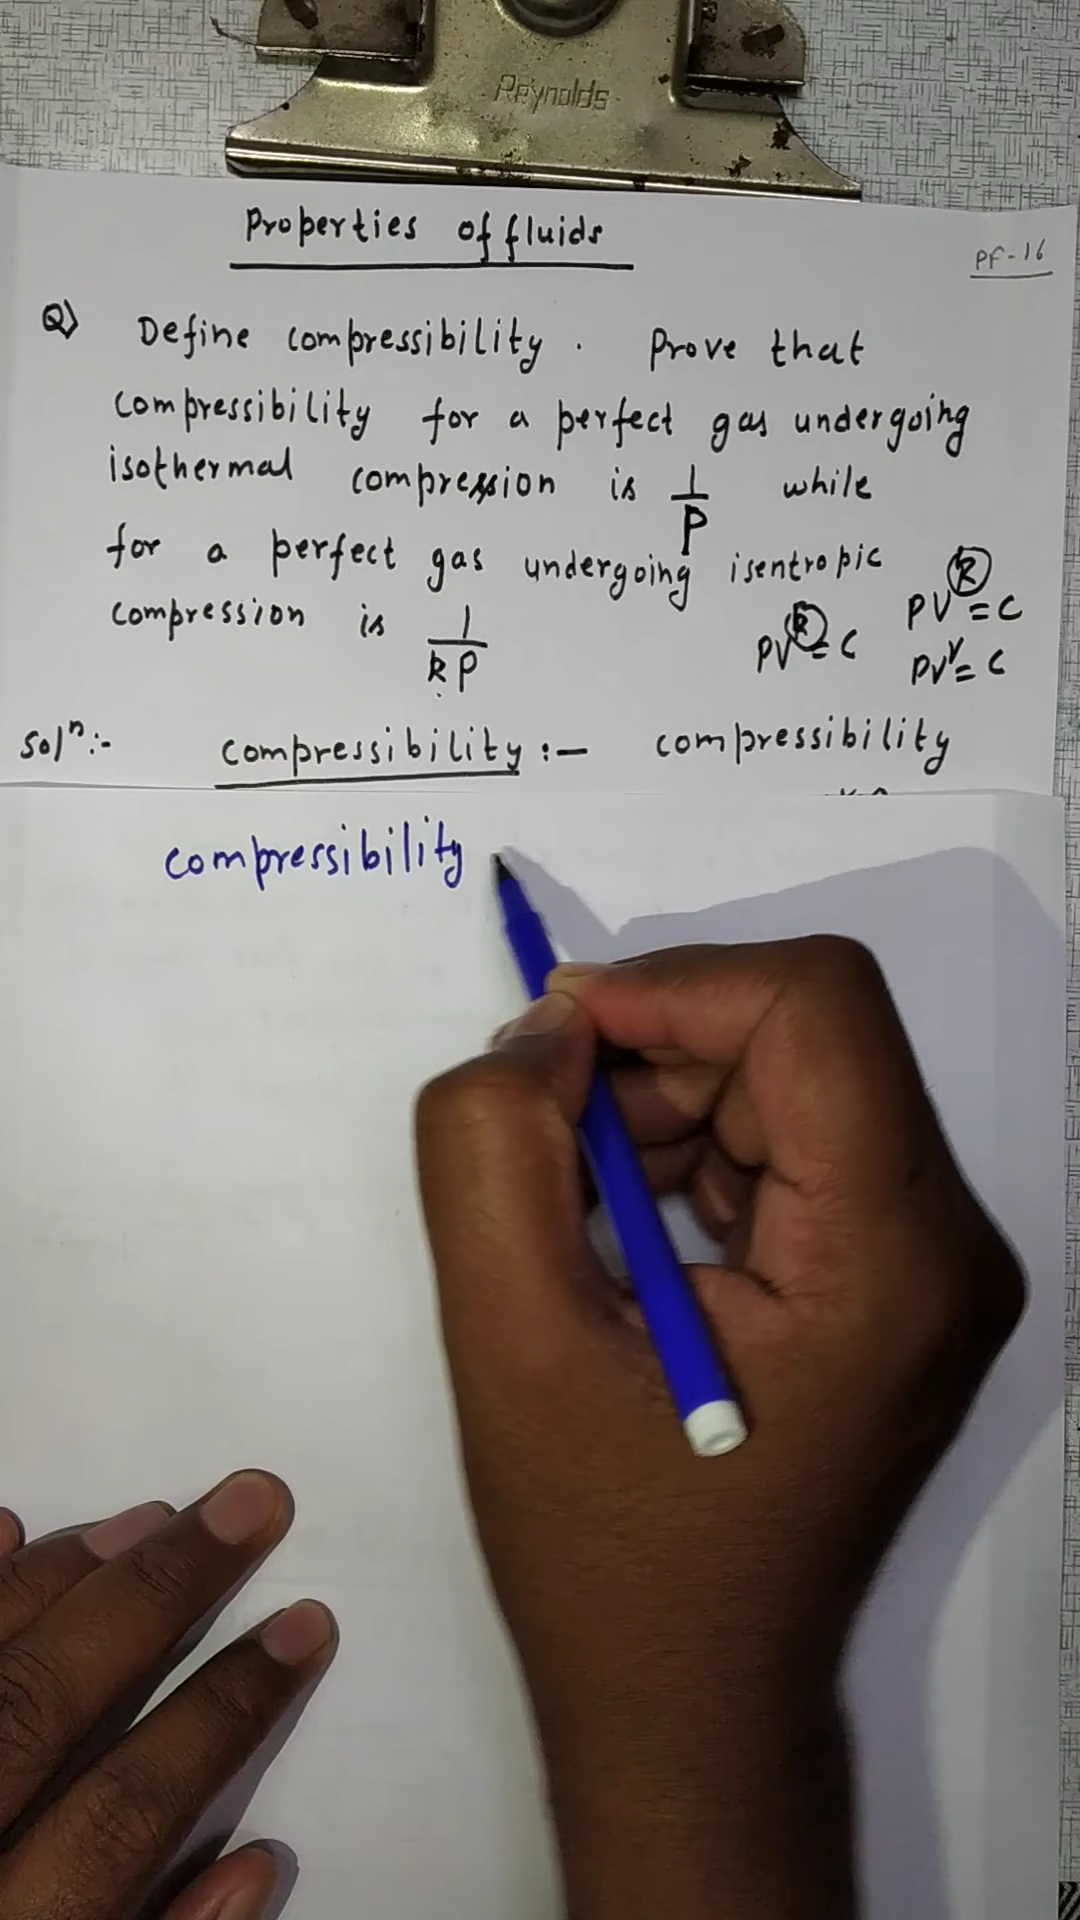 Reynolds
Properties of fluids
PF-16
Q) Define compressibility. Prove that
compressibility for a perfect gas undergoing
isothermal compression is 1/P while
for a perfect gas undergoing isentropic
compression is 1/kP
PV^k=C
PV^k=C
PV^γ=C
Solⁿ:- compressibility:- compressibility
compressibility